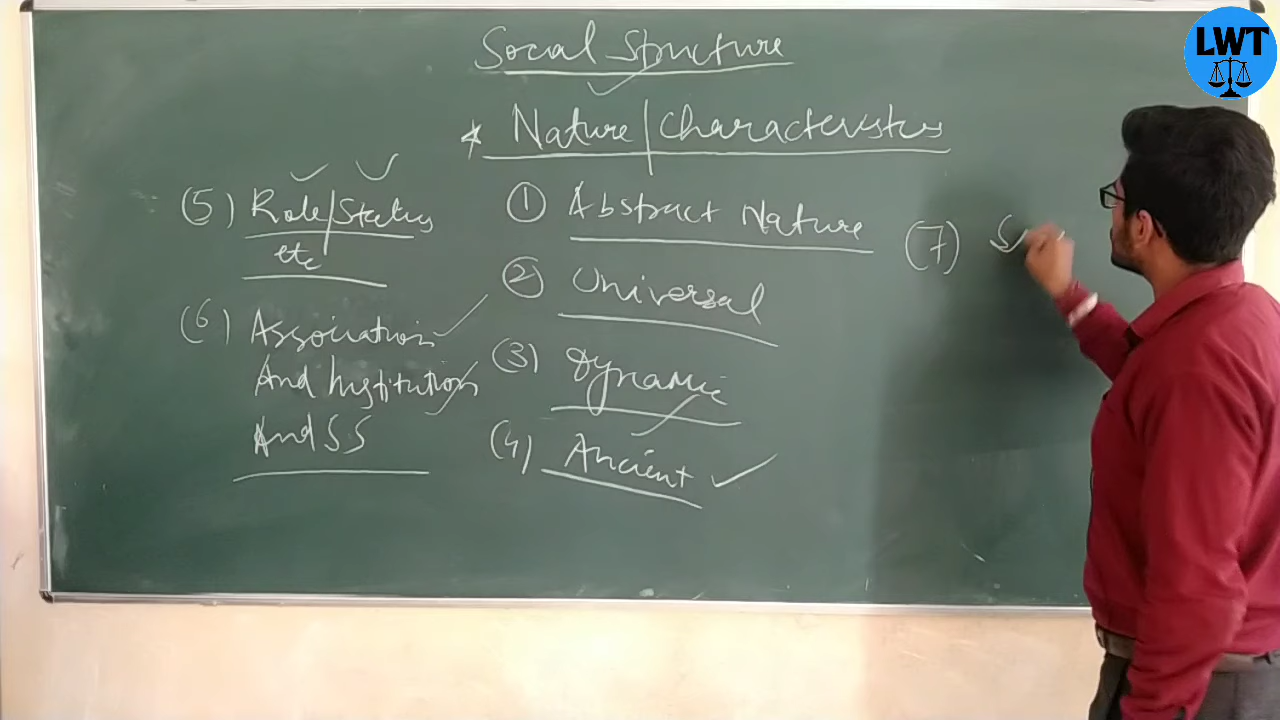 LWT
Social Structure
* Nature/Characteristics
(1) Abstract Nature
(2) Universal
(3) Dynamic
(4) Ancient
(5) Role/Status
etc
(6) Association
And Institution
And SS
(7) S